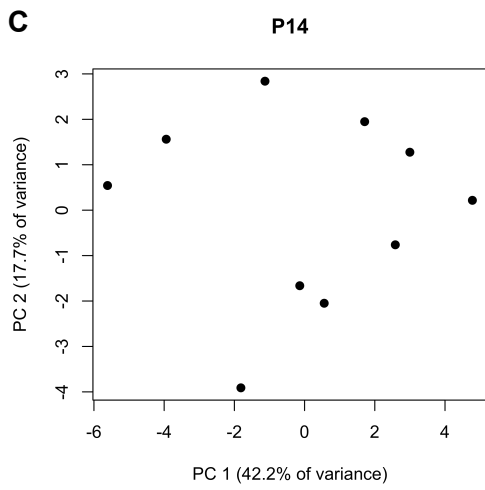 C
P14
3
2
1
0
-1
-2
-3
-4
PC 2 (17.7% of variance)
-6 -4 -2 0 2 4
PC 1 (42.2% of variance)